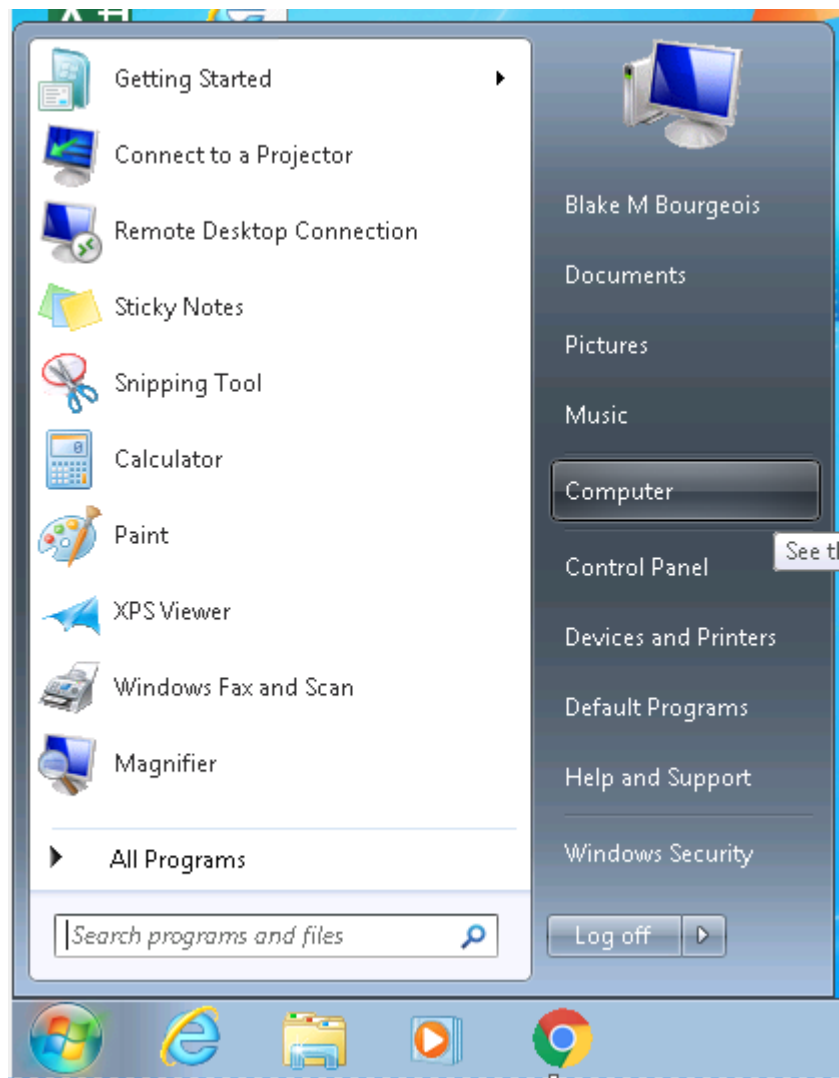 Getting Started
Connect to a Projector
Remote Desktop Connection
Sticky Notes
Snipping Tool
Calculator
Paint
XPS Viewer
Windows Fax and Scan
Magnifier
All Programs
Search programs and files
Blake M Bourgeois
Documents
Pictures
Music
Computer
See
Control Panel
Devices and Printers
Default Programs
Help and Support
Windows Security
Log off